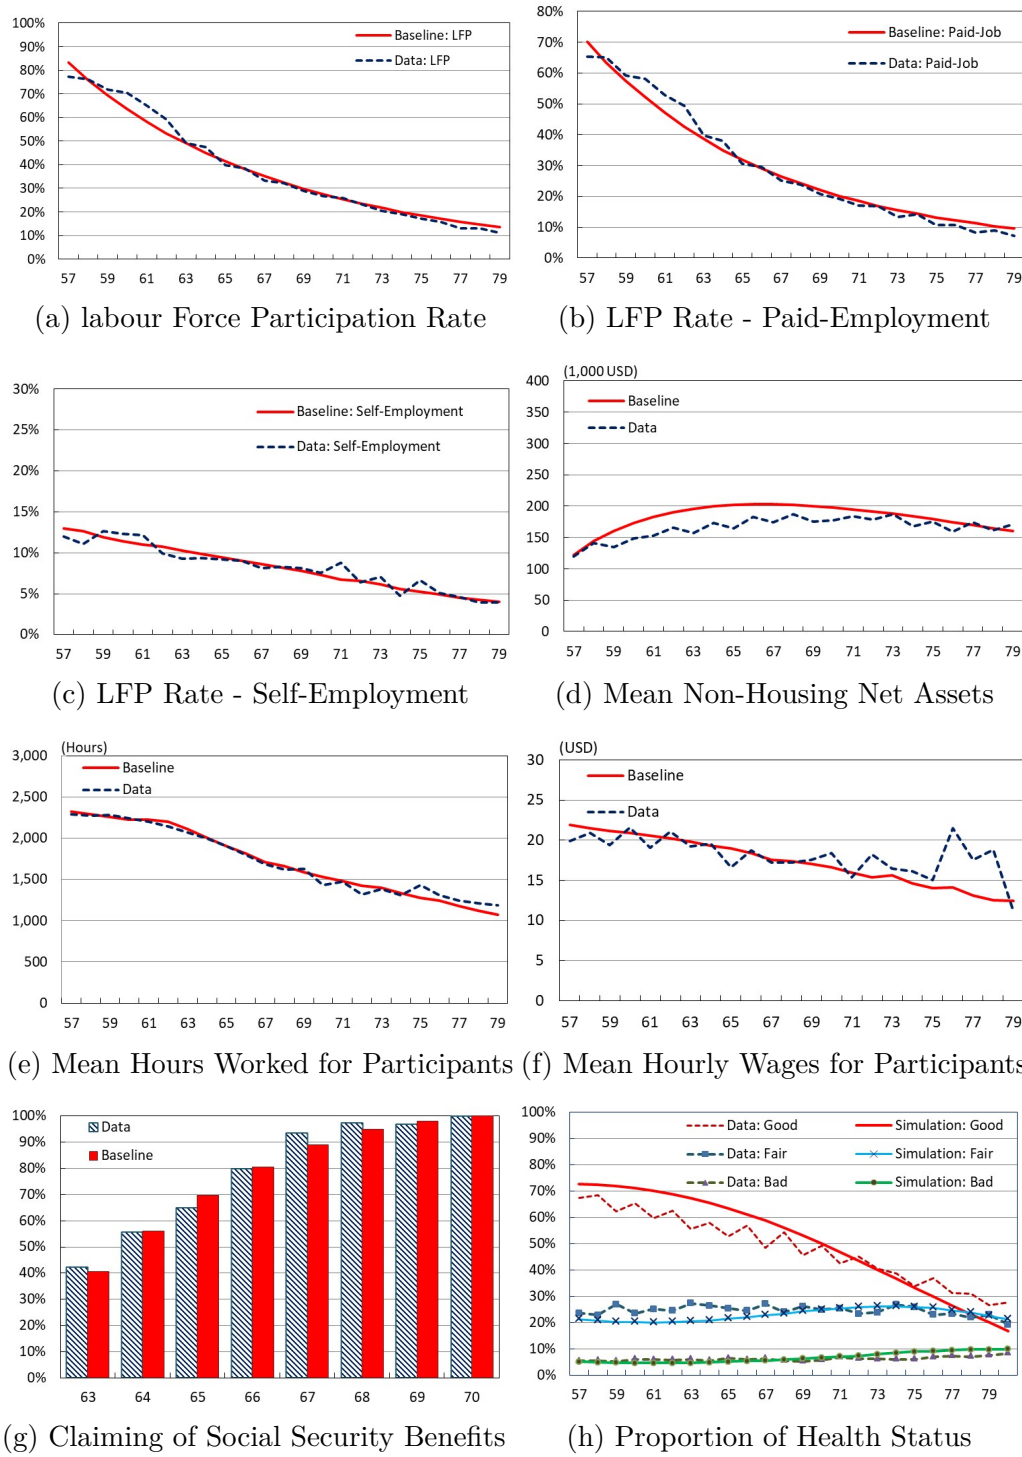 100%
90%
80%
70%
60%
50%
40%
30%
20%
10%
0%
Baseline: LFP
Data: LFP
57 59 61 63 65 67 69 71 73 75 77 79
(a) labour Force Participation Rate
80%
70%
60%
50%
40%
30%
20%
10%
0%
Baseline: Paid-Job
Data: Paid-Job
57 59 61 63 65 67 69 71 73 75 77 79
(b) LFP Rate - Paid-Employment
30%
25%
20%
15%
10%
5%
0%
Baseline: Self-Employment
Data: Self-Employment
57 59 61 63 65 67 69 71 73 75 77 79
(c) LFP Rate - Self-Employment
(1,000 USD)
400
350
300
250
200
150
100
50
0
Baseline
Data
57 59 61 63 65 67 69 71 73 75 77 79
(d) Mean Non-Housing Net Assets
(Hours)
3,000
2,500
2,000
1,500
1,000
500
0
Baseline
Data
57 59 61 63 65 67 69 71 73 75 77 79
(e) Mean Hours Worked for Participants
(USD)
30
25
20
15
10
5
0
Baseline
Data
57 59 61 63 65 67 69 71 73 75 77 79
(f) Mean Hourly Wages for Participants
100%
90%
80%
70%
60%
50%
40%
30%
20%
10%
0%
Data
Baseline
63 64 65 66 67 68 69 70
(g) Claiming of Social Security Benefits
100%
90%
80%
70%
60%
50%
40%
30%
20%
10%
0%
Data: Good Simulation: Good
Data: Fair Simulation: Fair
Data: Bad Simulation: Bad
57 59 61 63 65 67 69 71 73 75 77 79
(h) Proportion of Health Status